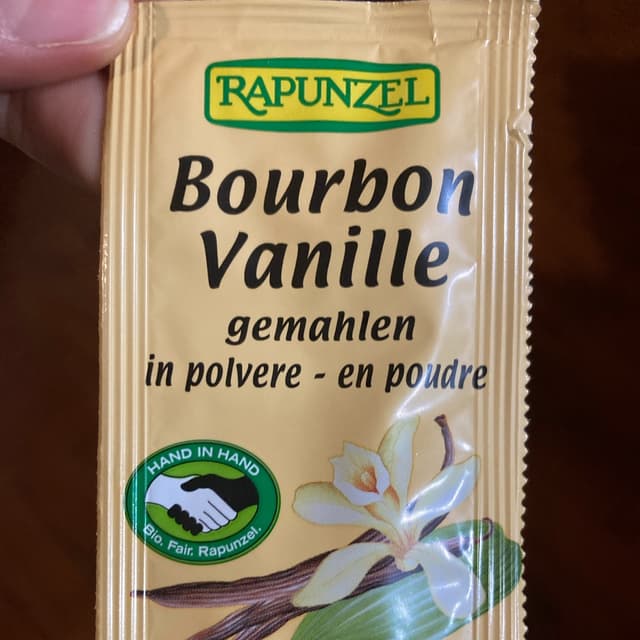 RAPUNZEL
Bourbon
Vanille
gemahlen
in polvere - en poudre
HAND IN HAND
Bio. Fair. Rapunzel.